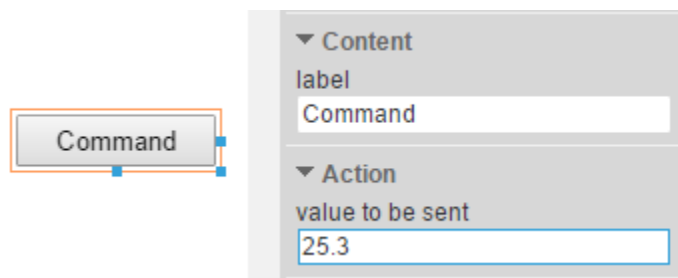 Command
Content
label
Command
Action
value to be sent
25.3